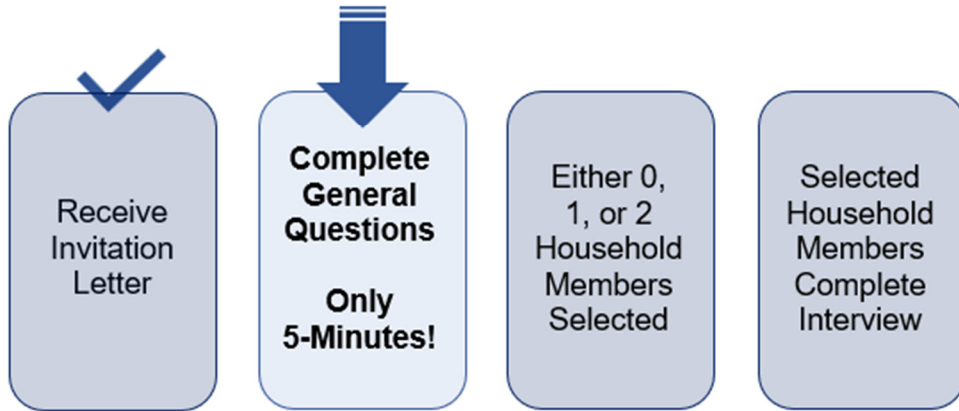 Receive
Invitation
Letter
Complete
General
Questions
Only
5-Minutes!
Either 0,
1, or 2
Household
Members
Selected
Selected
Household
Members
Complete
Interview